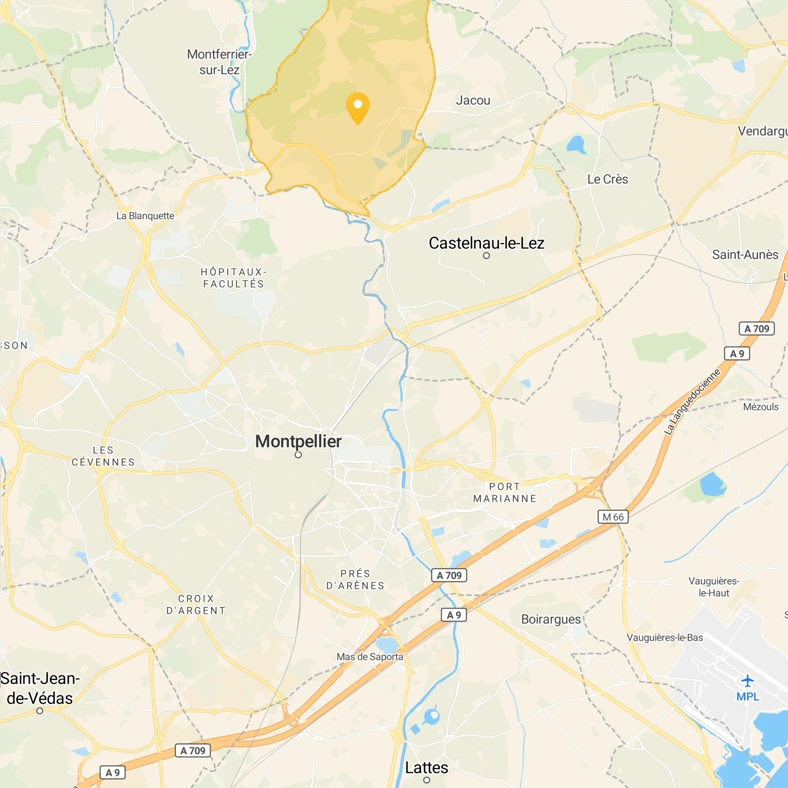 Montferrier-
sur-Lez
Jacou
Vendargu
Le Crès
La Blanquette
Castelnau-le-Lez
Saint-Aunès
HÔPITAUX-
FACULTÉS
A 709
SSON
A 9
La Languedocienne
Mézouls
Montpellier
LES
CÉVENNES
PORT
MARIANNE
M 66
PRÉS
D'ARÈNES
A 709
Vauguières-
le-Haut
CROIX
D'ARGENT
A 9
Boirargues
Vauguières-le-Bas
Mas de Saporta
Saint-Jean-
de-Védas
MPL
A 709
A 9
Lattes